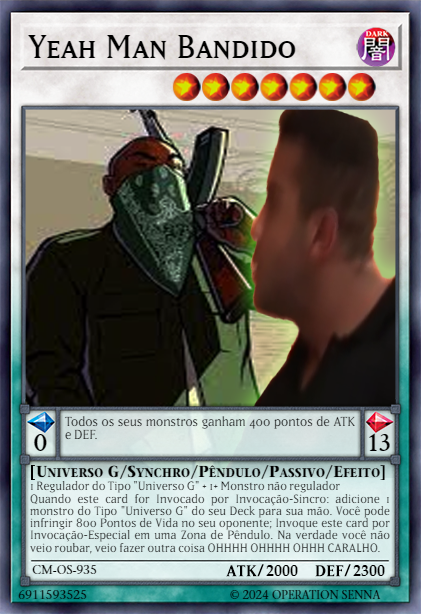 YEAH MAN BANDIDO
DARK
闇
Todos os seus monstros ganham 400 pontos de ATK
e DEF.
0
13
[UNIVERSO G/SYNCHRO/PÊNDULO/PASSIVO/EFEITO]
1 Regulador do Tipo "Universo G" + 1+ Monstro não regulador
Quando este card for Invocado por Invocação-Sincro: adicione 1
monstro do Tipo "Universo G" do seu Deck para sua mão. Você pode
infringir 800 Pontos de Vida no seu oponente; Invoque este card por
Invocação-Especial em uma Zona de Pêndulo. Na verdade você não
veio roubar, veio fazer outra coisa OHHHH OHHHH OHHH CARALHO.
CM-OS-935
ATK/2000 DEF/2300
6911593525
© 2024 OPERATION SENNA